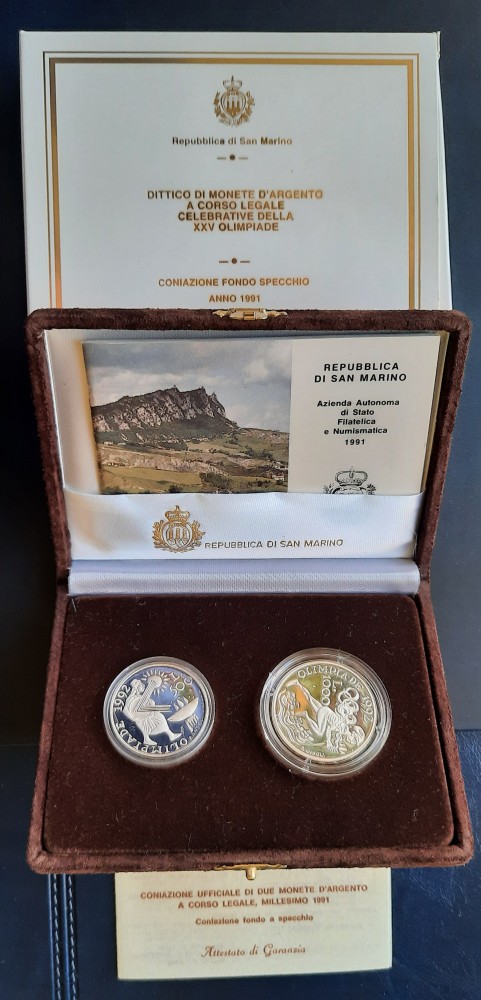 Repubblica di San Marino
DITTICO DI MONETE D'ARGENTO
A CORSO LEGALE
CELEBRATIVE DELLA
XXV OLIMPIADE
CONIAZIONE FONDO SPECCHIO
ANNO 1991
REPUBBLICA
DI SAN MARINO
Azienda Autonoma
di Stato
Filatelica
e Numismatica
1991
REPUBBLICA DI SAN MARINO
OLIMPIADE 1992
OLIMPIADE 1992
L. 1000
CONIAZIONE UFFICIALE DI DUE MONETE D'ARGENTO
A CORSO LEGALE, MILLESIMO 1991
Coniazione fondo a specchio
Attestato di Garanzia